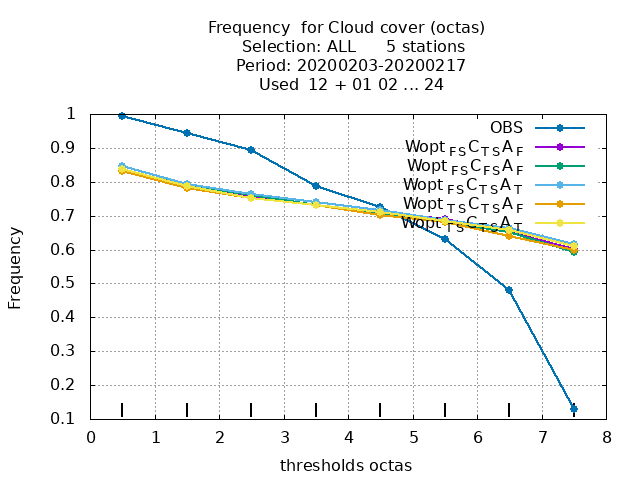 Frequency for Cloud cover (octas)
Selection: ALL 5 stations
Period: 20200203-20200217
Used 12 + 01 02 ... 24
1
0.9
0.8
0.7
0.6
0.5
0.4
0.3
0.2
0.1
Frequency
OBS
Wopt FS C TS A F
Wopt FS C FS A F
Wopt FS C TS A T
Wopt TS C TS A F
Wopt TS C TS A T
0 1 2 3 4 5 6 7 8
thresholds octas